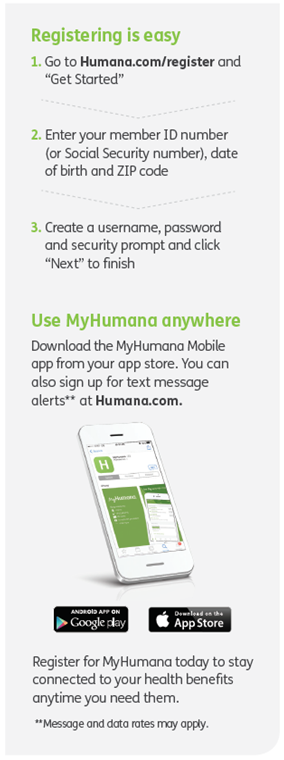 Registering is easy
1. Go to Humana.com/register and
“Get Started”
2. Enter your member ID number
(or Social Security number), date
of birth and ZIP code
3. Create a username, password
and security prompt and click
“Next” to finish
Use MyHumana anywhere
Download the MyHumana Mobile
app from your app store. You can
also sign up for text message
alerts** at Humana.com.
H
MyHumana
ANDROID APP ON
Google play
Download on the
App Store
Register for MyHumana today to stay
connected to your health benefits
anytime you need them.
**Message and data rates may apply.